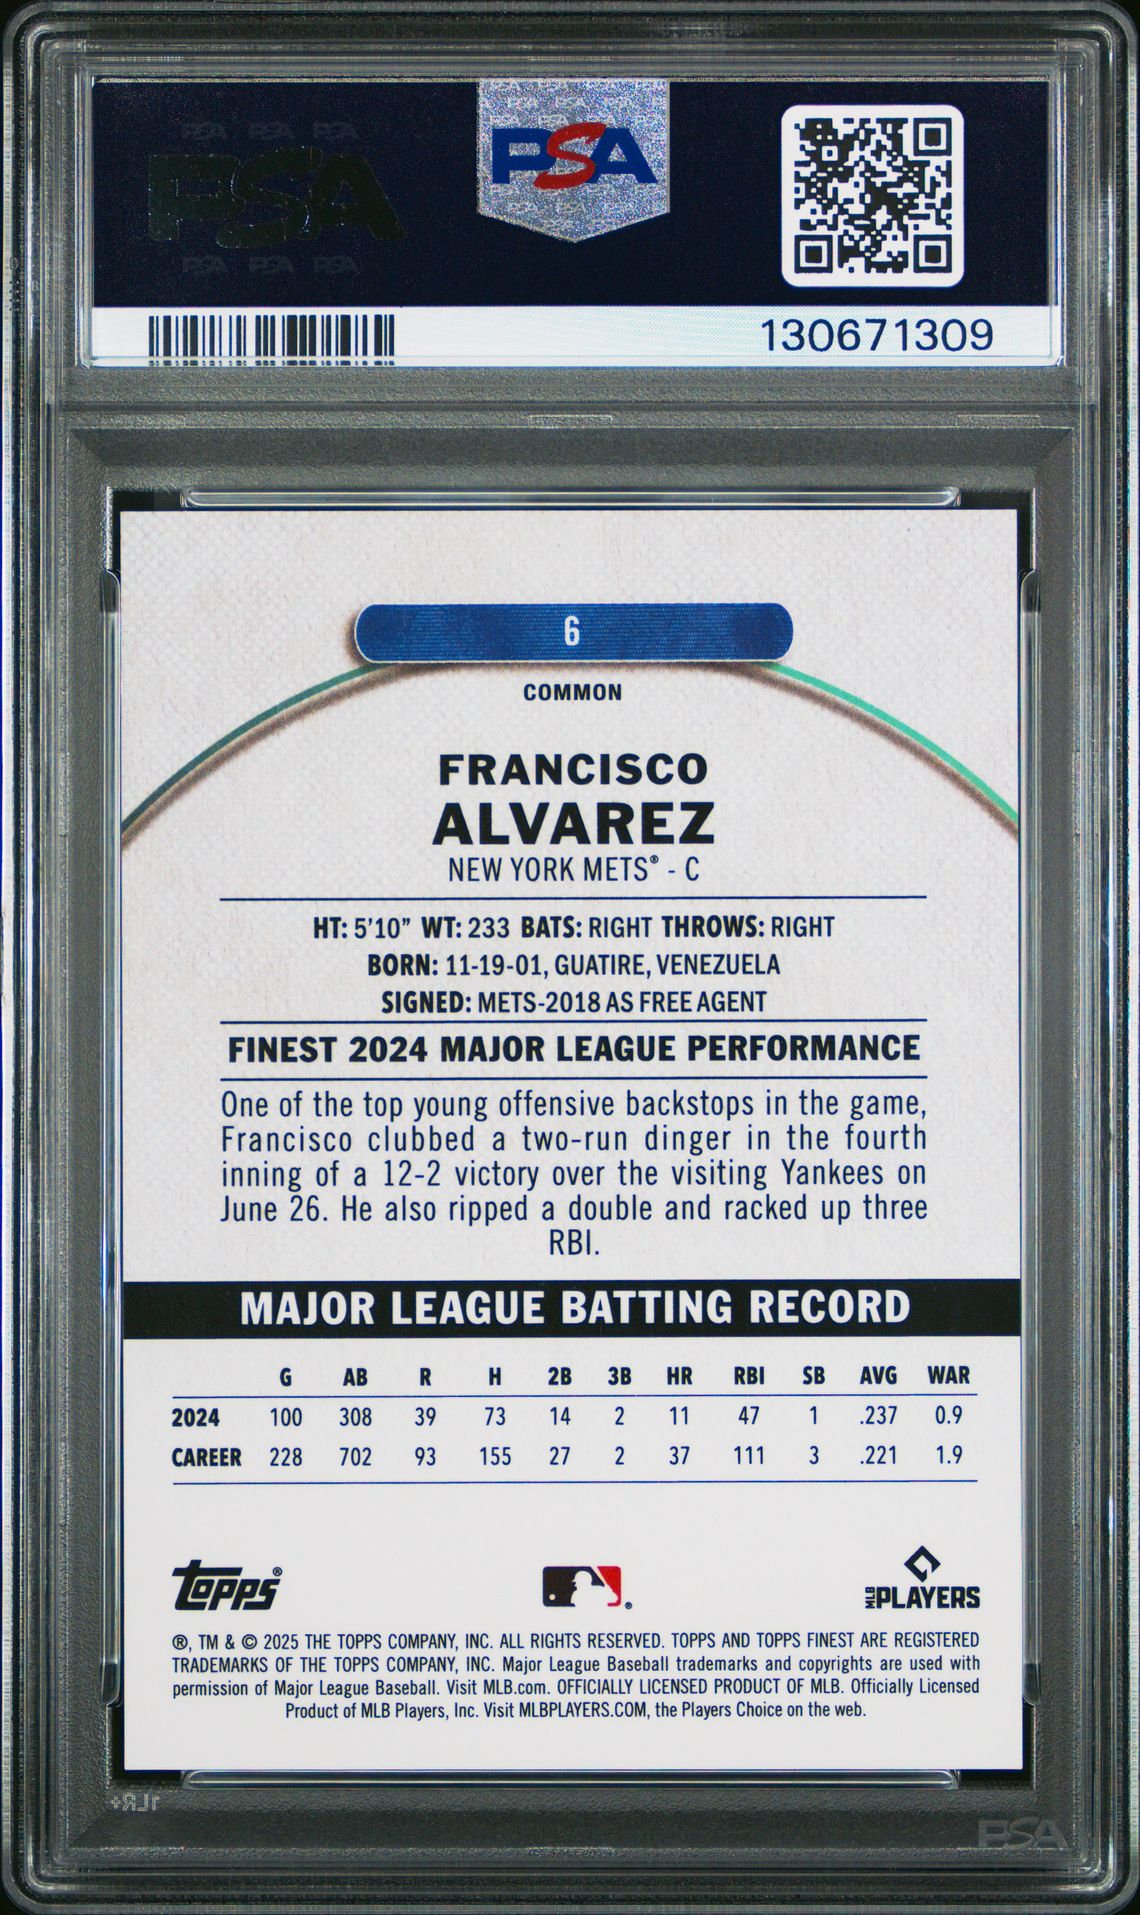 PSA PSA PSA
PSA
PSA PSA PSA
PSA
130671309
6
COMMON
FRANCISCO
ALVAREZ
NEW YORK METS® - C
HT: 5'10" WT: 233 BATS: RIGHT THROWS: RIGHT
BORN: 11-19-01, GUATIRE, VENEZUELA
SIGNED: METS-2018 AS FREE AGENT
FINEST 2024 MAJOR LEAGUE PERFORMANCE
One of the top young offensive backstops in the game,
Francisco clubbed a two-run dinger in the fourth
inning of a 12-2 victory over the visiting Yankees on
June 26. He also ripped a double and racked up three
RBI.
MAJOR LEAGUE BATTING RECORD
G AB R H 2B 3B HR RBI SB AVG WAR
2024 100 308 39 73 14 2 11 47 1 .237 0.9
CAREER 228 702 93 155 27 2 37 111 3 .221 1.9
Topps®
®
MLB PLAYERS
®, TM & © 2025 THE TOPPS COMPANY, INC. ALL RIGHTS RESERVED. TOPPS AND TOPPS FINEST ARE REGISTERED
TRADEMARKS OF THE TOPPS COMPANY, INC. Major League Baseball trademarks and copyrights are used with
permission of Major League Baseball. Visit MLB.com. OFFICIALLY LICENSED PRODUCT OF MLB. Officially Licensed
Product of MLB Players, Inc. Visit MLBPLAYERS.COM, the Players Choice on the web.
1LR+
PSA